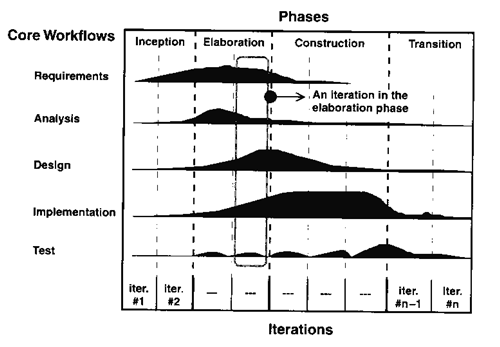 Phases
Core Workflows
Inception Elaboration Construction Transition
Requirements
An iteration in the
elaboration phase
Analysis
Design
Implementation
Test
iter. iter. — --- --- --- --- iter. Iter.
#1 #2 #n–1 #n
Iterations